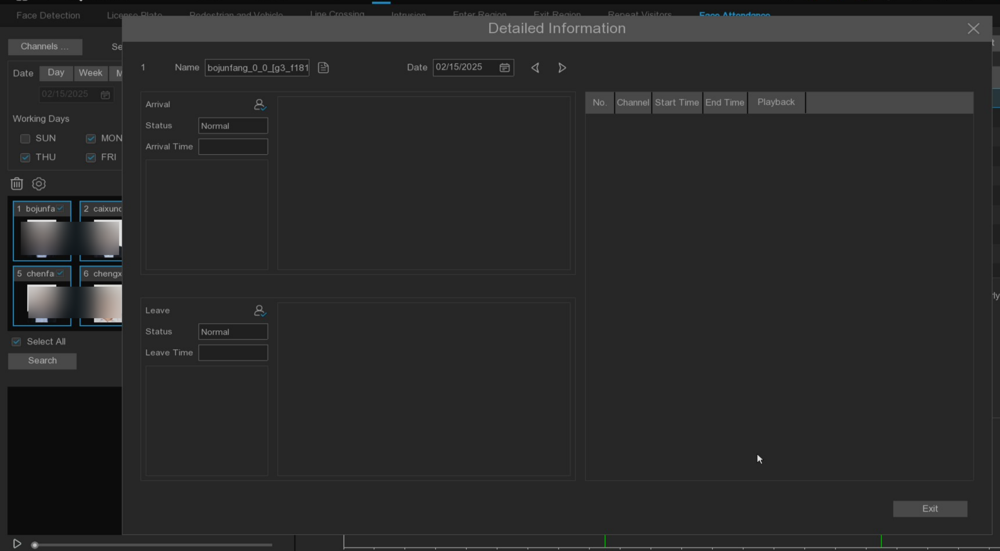 Face Detection License Plate Pedestrian and Vehicle Line Crossing Intrusion Enter Region Exit Region Repeat Visitors Face Attendance
Detailed Information
Channels ...
Se
1 Name bojunfang_0_0_[g3_f181 Date 02/15/2025
Date Day Week M
02/15/2025
Working Days
SUN MON
THU FRI
1 bojunfa 2 caixunc
5 chenfa 6 chengx
Select All
Search
Arrival
Status Normal
Arrival Time
Leave
Status Normal
Leave Time
No. Channel Start Time End Time Playback
Exit
t
rly